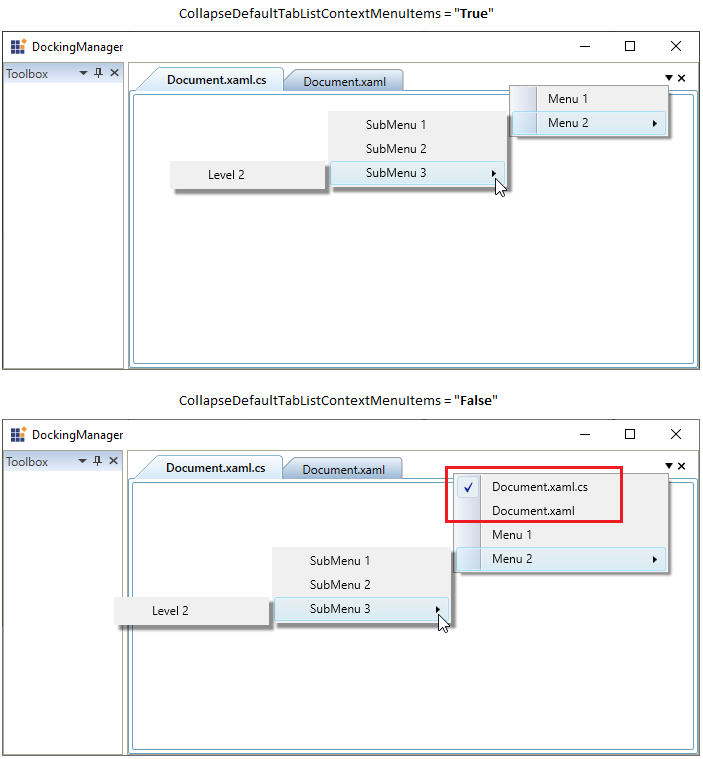 CollapseDefaultTabListContextMenuItems = "True"
DockingManager
Toolbox
Document.xaml.cs
Document.xaml
Menu 1
Menu 2
SubMenu 1
SubMenu 2
SubMenu 3
Level 2
CollapseDefaultTabListContextMenuItems = "False"
DockingManager
Toolbox
Document.xaml.cs
Document.xaml
Document.xaml.cs
Document.xaml
Menu 1
Menu 2
SubMenu 1
SubMenu 2
SubMenu 3
Level 2